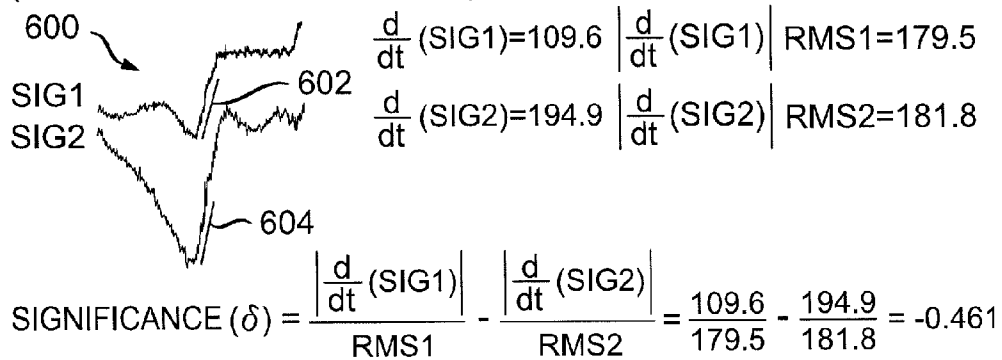 600
d/dt (SIG1)=109.6 |d/dt (SIG1)| RMS1=179.5
SIG1
602
SIG2
d/dt (SIG2)=194.9 |d/dt (SIG2)| RMS2=181.8
604
SIGNIFICANCE (δ) = |d/dt (SIG1)|/RMS1 - |d/dt (SIG2)|/RMS2 = 109.6/179.5 - 194.9/181.8 = -0.461